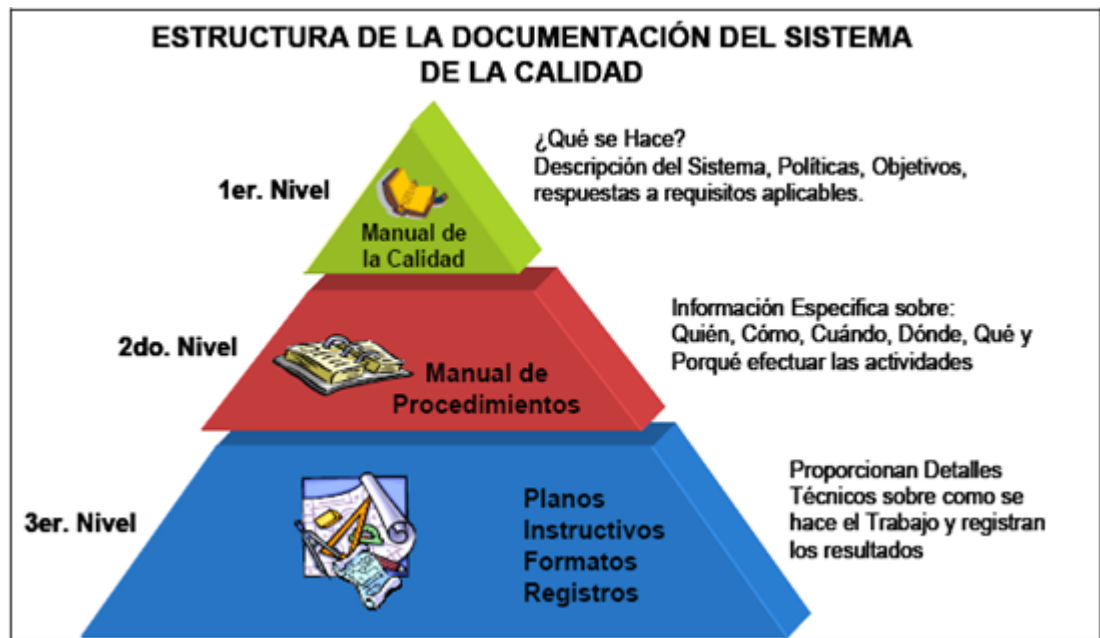 ESTRUCTURA DE LA DOCUMENTACIÓN DEL SISTEMA
DE LA CALIDAD
¿Qué se Hace?
Descripción del Sistema, Políticas, Objetivos,
respuestas a requisitos aplicables.
1er. Nivel
Manual de
la Calidad
Información Especifica sobre:
Quién, Cómo, Cuándo, Dónde, Qué y
Porqué efectuar las actividades
2do. Nivel
Manual de
Procedimientos
Proporcionan Detalles
Técnicos sobre como se
hace el Trabajo y registran
los resultados
3er. Nivel
Planos
Instructivos
Formatos
Registros